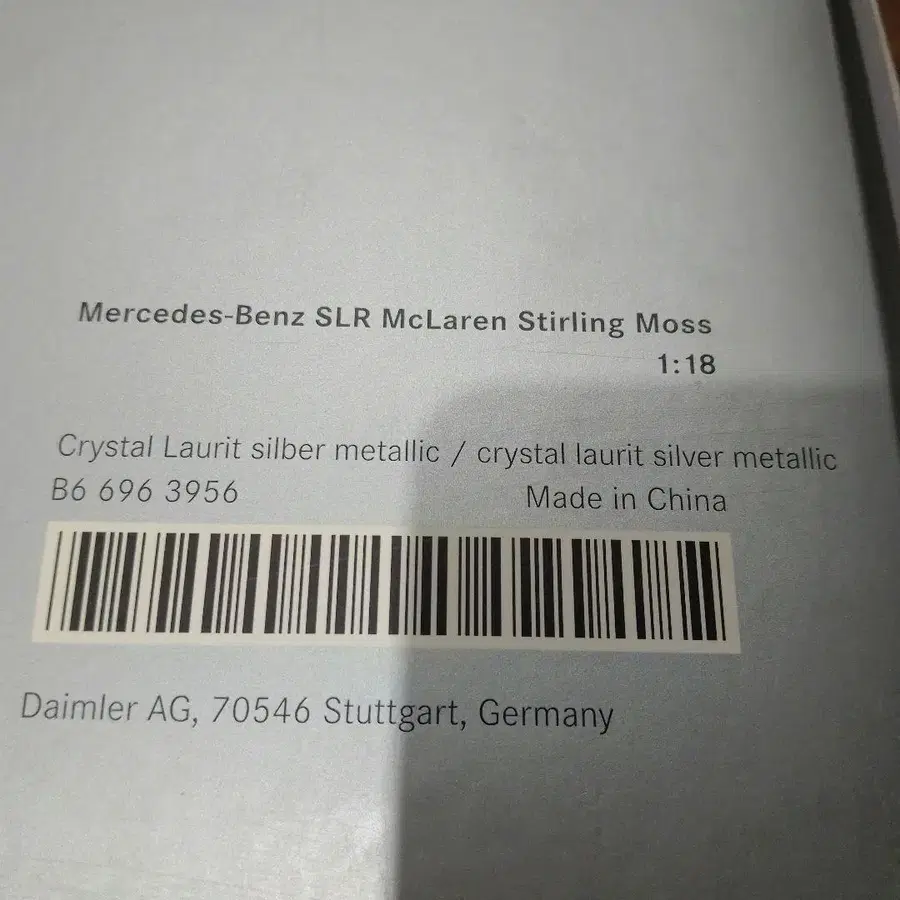 Mercedes-Benz SLR McLaren Stirling Moss
1:18
Crystal Laurit silber metallic / crystal laurit silver metallic
B6 696 3956 Made in China
Daimler AG, 70546 Stuttgart, Germany